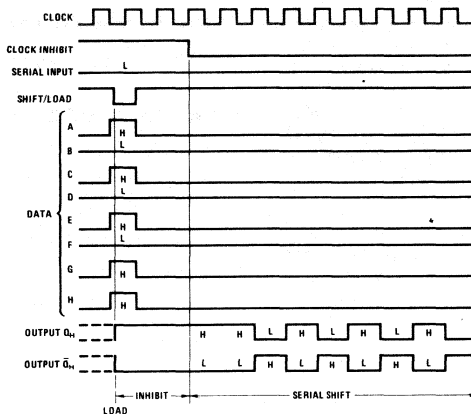 CLOCK
CLOCK INHIBIT
SERIAL INPUT L
SHIFT/LOAD
DATA
A H
B L
C H
D L
E H
F L
G H
H H
OUTPUT QH H H L H L H L H
OUTPUT Q̅H L L H L H L H L
INHIBIT SERIAL SHIFT
LOAD